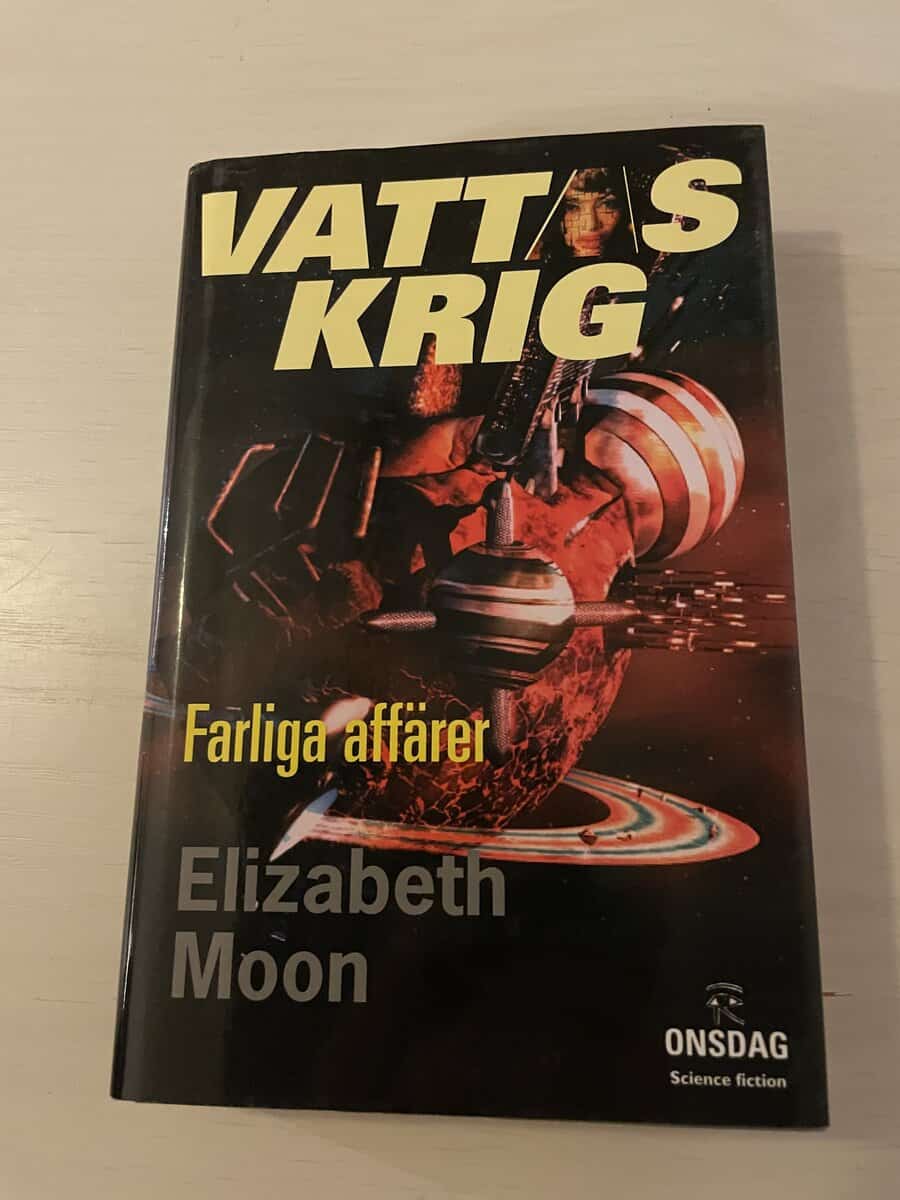 VATTAS
KRIG
Farliga affärer
Elizabeth
Moon
ONSDAG
Science fiction